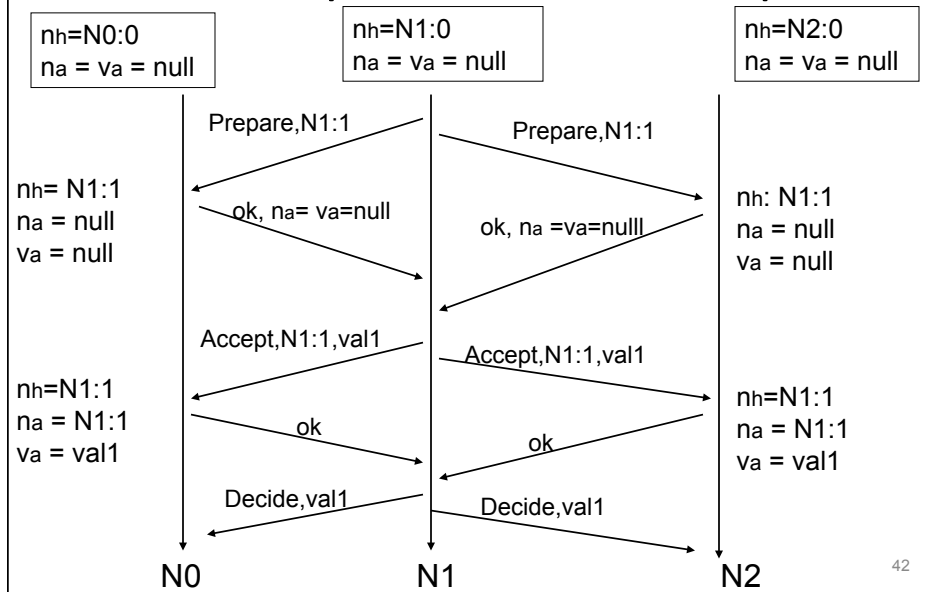 nh=N0:0
na = va = null
nh=N1:0
na = va = null
nh=N2:0
na = va = null
Prepare,N1:1
Prepare,N1:1
nh= N1:1
na = null
va = null
ok, na= va=null
ok, na =va=nulll
nh: N1:1
na = null
va = null
Accept,N1:1,val1
Accept,N1:1,val1
nh=N1:1
na = N1:1
va = val1
ok
ok
nh=N1:1
na = N1:1
va = val1
Decide,val1
Decide,val1
N0
N1
N2
42